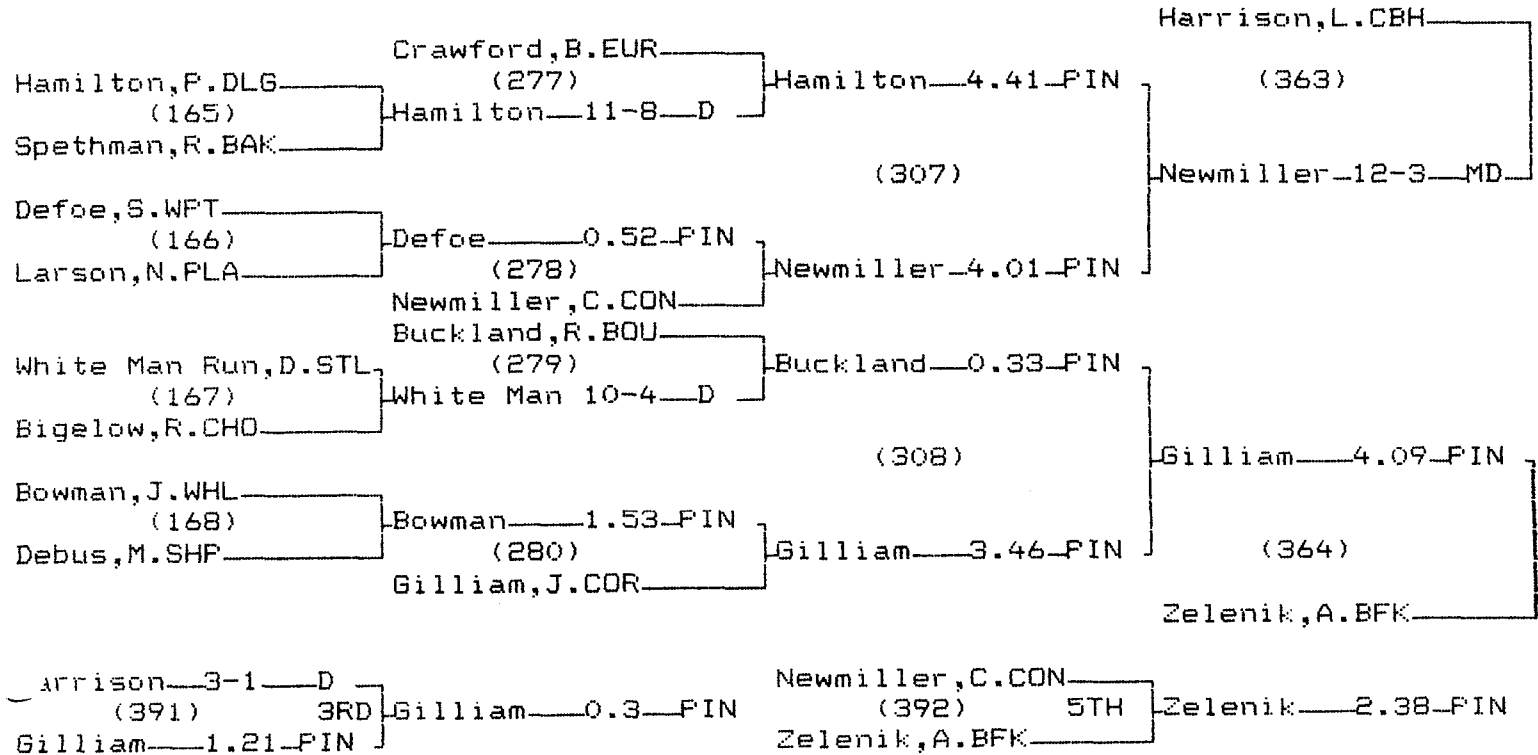 Harrison,L.CBH
Crawford,B.EUR
Hamilton,P.DLG (277) Hamilton 4.41 PIN (363)
(165) Hamilton 11-8 D
Spethman,R.BAK
(307) Newmiller 12-3 MD
Defoe,S.WPT
(166) Defoe 0.52 PIN
Larson,N.PLA (278) Newmiller 4.01 PIN
Newmiller,C.CON
Buckland,R.BOU
White Man Run,D.STL (279) Buckland 0.33 PIN
(167) White Man 10-4 D
Bigelow,R.CHO
(308) Gilliam 4.09 PIN
Bowman,J.WHL
(168) Bowman 1.53 PIN
Debus,M.SHP (280) Gilliam 3.46 PIN (364)
Gilliam,J.COR
Zelenik,A.BFK
arrison 3-1 D Newmiller,C.CON
(391) 3RD Gilliam 0.3 PIN (392) 5TH Zelenik 2.38 PIN
Gilliam 1.21 PIN Zelenik,A.BFK